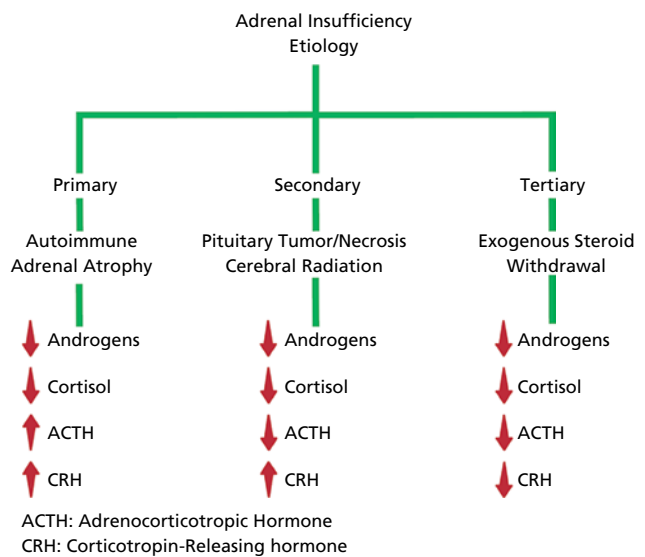 Adrenal Insufficiency
Etiology
Primary
Secondary
Tertiary
Autoimmune
Adrenal Atrophy
Pituitary Tumor/Necrosis
Cerebral Radiation
Exogenous Steroid
Withdrawal
Androgens
Cortisol
ACTH
CRH
Androgens
Cortisol
ACTH
CRH
Androgens
Cortisol
ACTH
CRH
ACTH: Adrenocorticotropic Hormone
CRH: Corticotropin-Releasing hormone